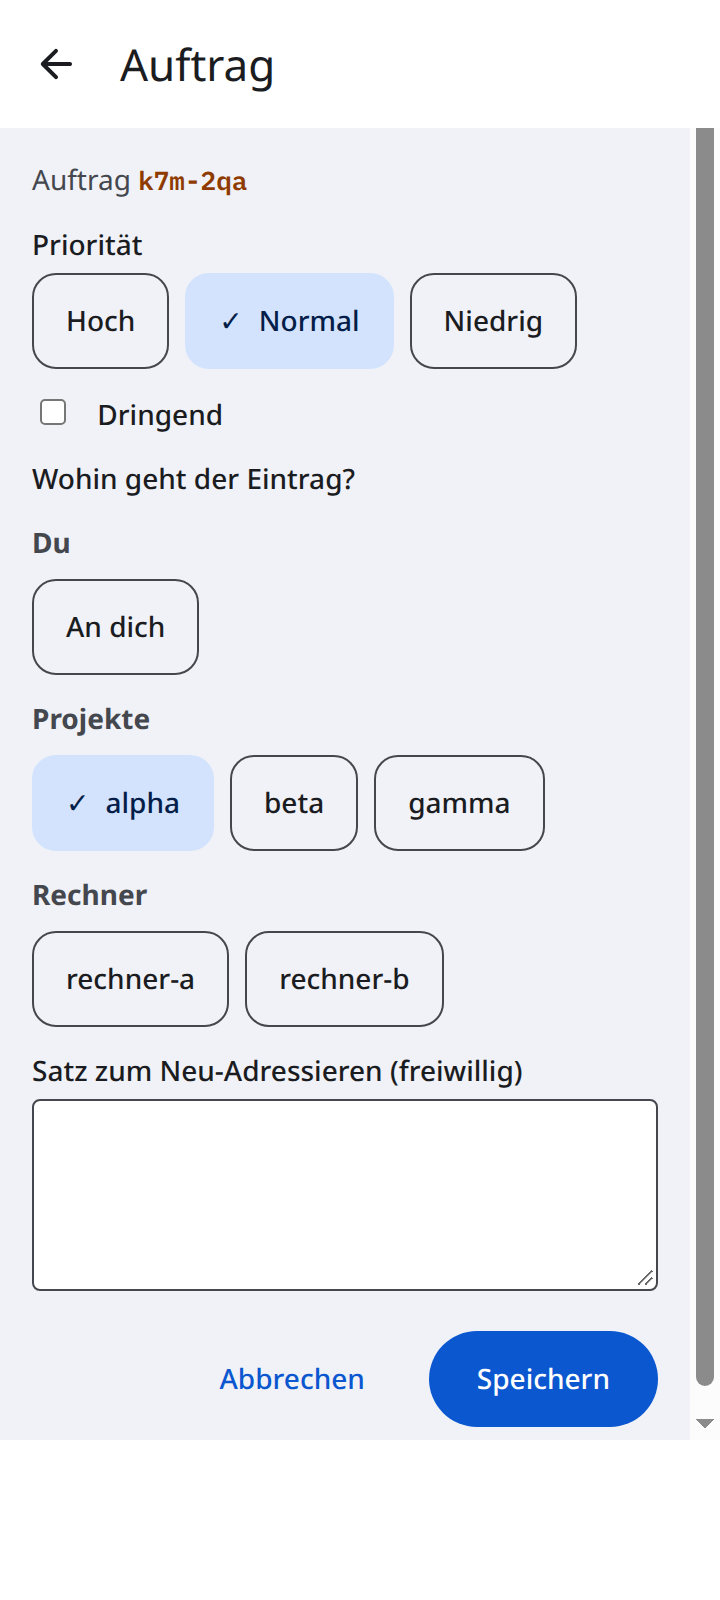 Auftrag
Auftrag k7m-2qa
Priorität
Hoch ✓ Normal Niedrig
Dringend
Wohin geht der Eintrag?
Du
An dich
Projekte
✓ alpha beta gamma
Rechner
rechner-a rechner-b
Satz zum Neu-Adressieren (freiwillig)
Abbrechen Speichern